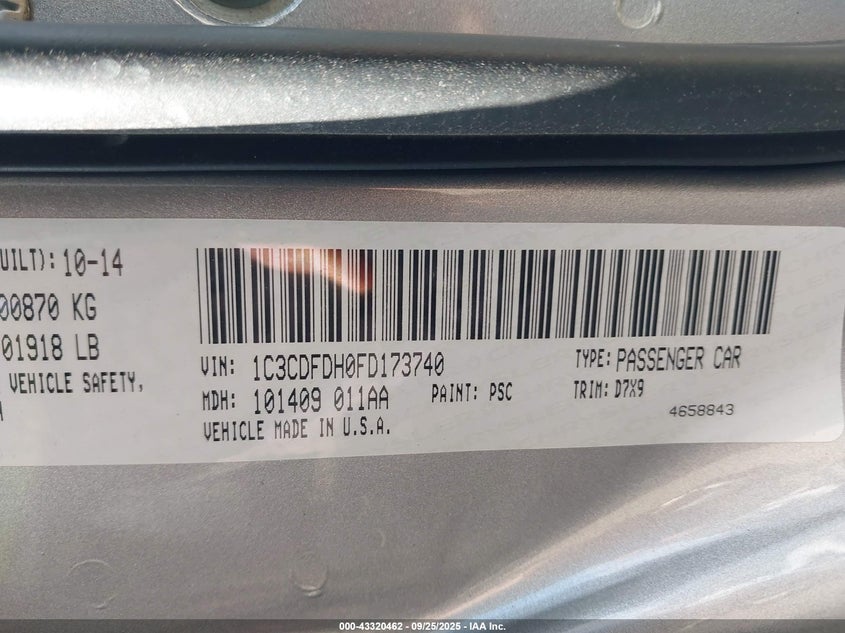 UILT): 10-14
00870 KG
01918 LB
VEHICLE SAFETY,
VIN: 1C3CDFDH0FD173740
TYPE: PASSENGER CAR
MDH: 101409 011AA
PAINT: PSC
TRIM: D7X9
VEHICLE MADE IN U.S.A.
4658843
000-43320462 - 09/25/2025 - IAA Inc.